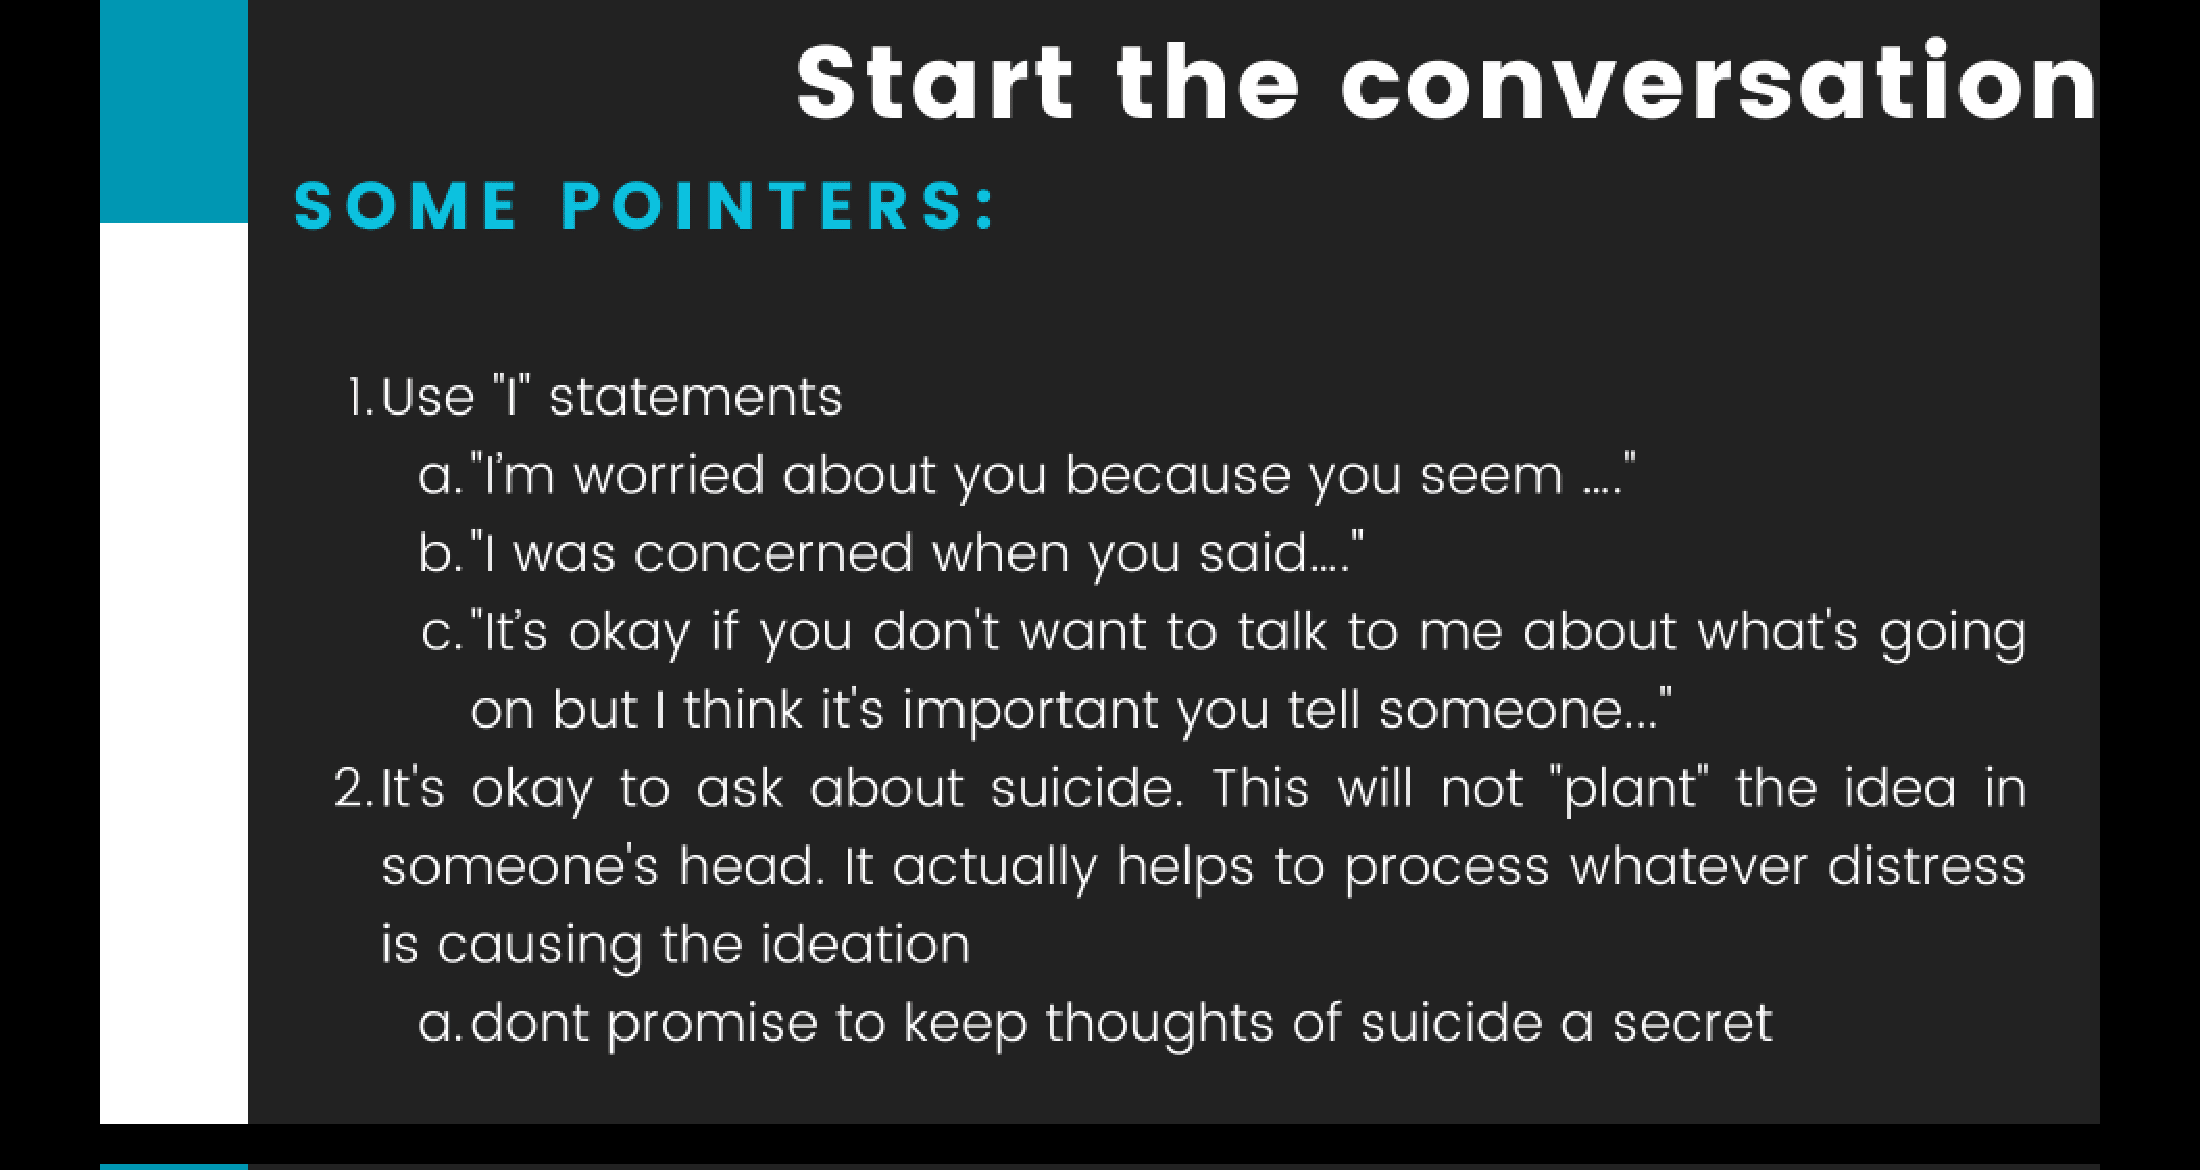 Start the conversation
SOME POINTERS:
1. Use "I" statements
a. "I’m worried about you because you seem ...."
b. "I was concerned when you said...."
c. "It’s okay if you don't want to talk to me about what's going
on but I think it's important you tell someone..."
2. It's okay to ask about suicide. This will not "plant" the idea in
someone's head. It actually helps to process whatever distress
is causing the ideation
a. dont promise to keep thoughts of suicide a secret